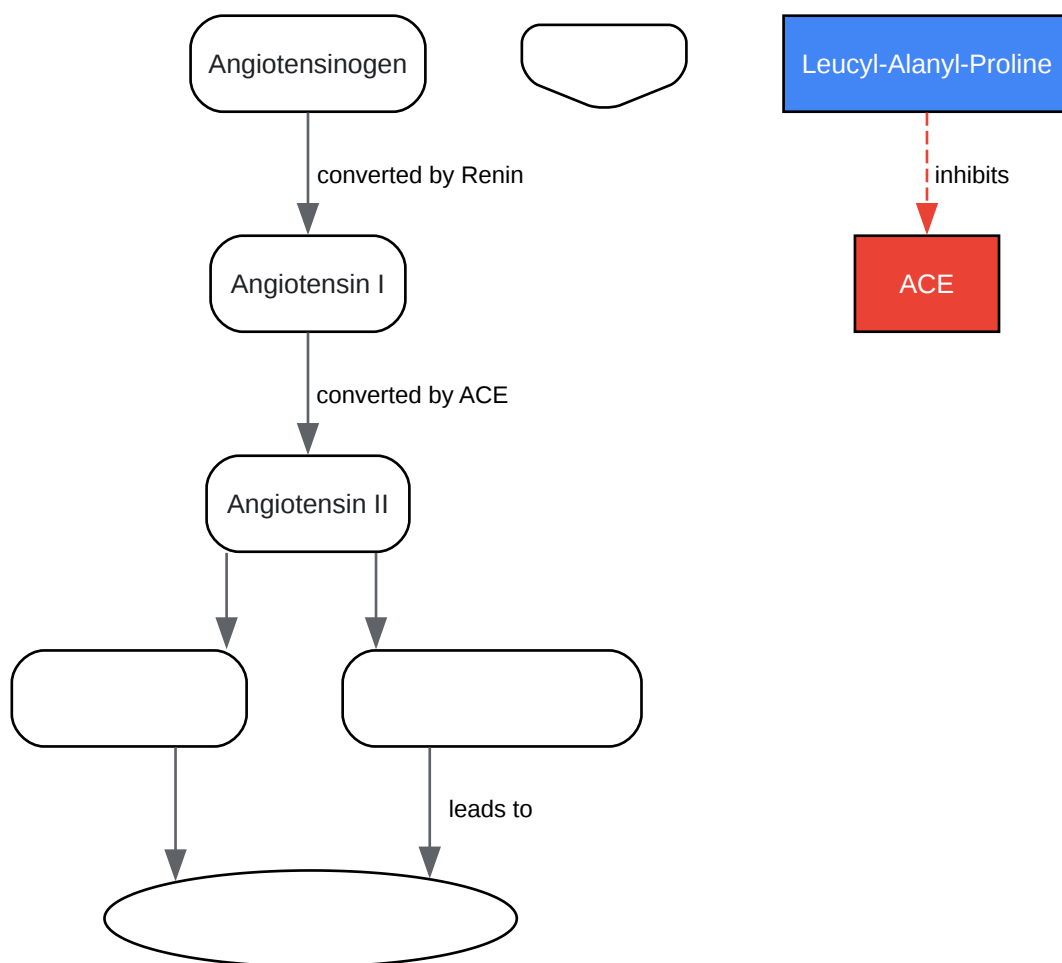 Angiotensinogen
Leucyl-Alanyl-Proline
converted by Renin
inhibits
Angiotensin I
ACE
converted by ACE
Angiotensin II
leads to